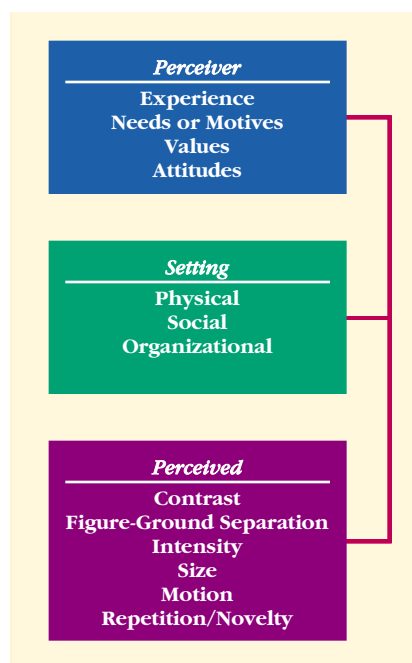 Perceiver
Experience
Needs or Motives
Values
Attitudes
Setting
Physical
Social
Organizational
Perceived
Contrast
Figure-Ground Separation
Intensity
Size
Motion
Repetition/Novelty